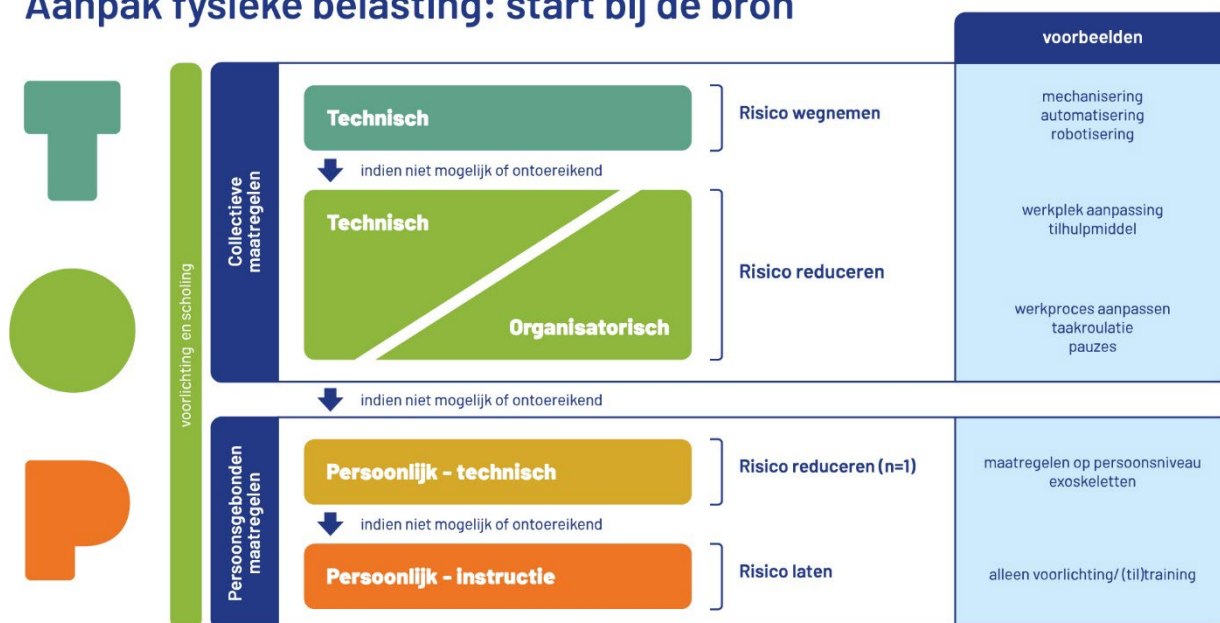 Aanpak fysieke belasting: start bij de bron
voorbeelden
T
O
P
voorlichting en scholing
Collectieve
maatregelen
Technisch
Risico wegnemen
mechanisering
automatisering
robotisering
indien niet mogelijk of ontoereikend
Technisch
Organisatorisch
Risico reduceren
werkplek aanpassing
tilhulpmiddel
werkproces aanpassen
taakroulatie
pauzes
indien niet mogelijk of ontoereikend
Persoonsgebonden
maatregelen
Persoonlijk - technisch
Risico reduceren (n=1)
maatregelen op persoonsniveau
exoskeletten
indien niet mogelijk of ontoereikend
Persoonlijk - instructie
Risico laten
alleen voorlichting/(til)training